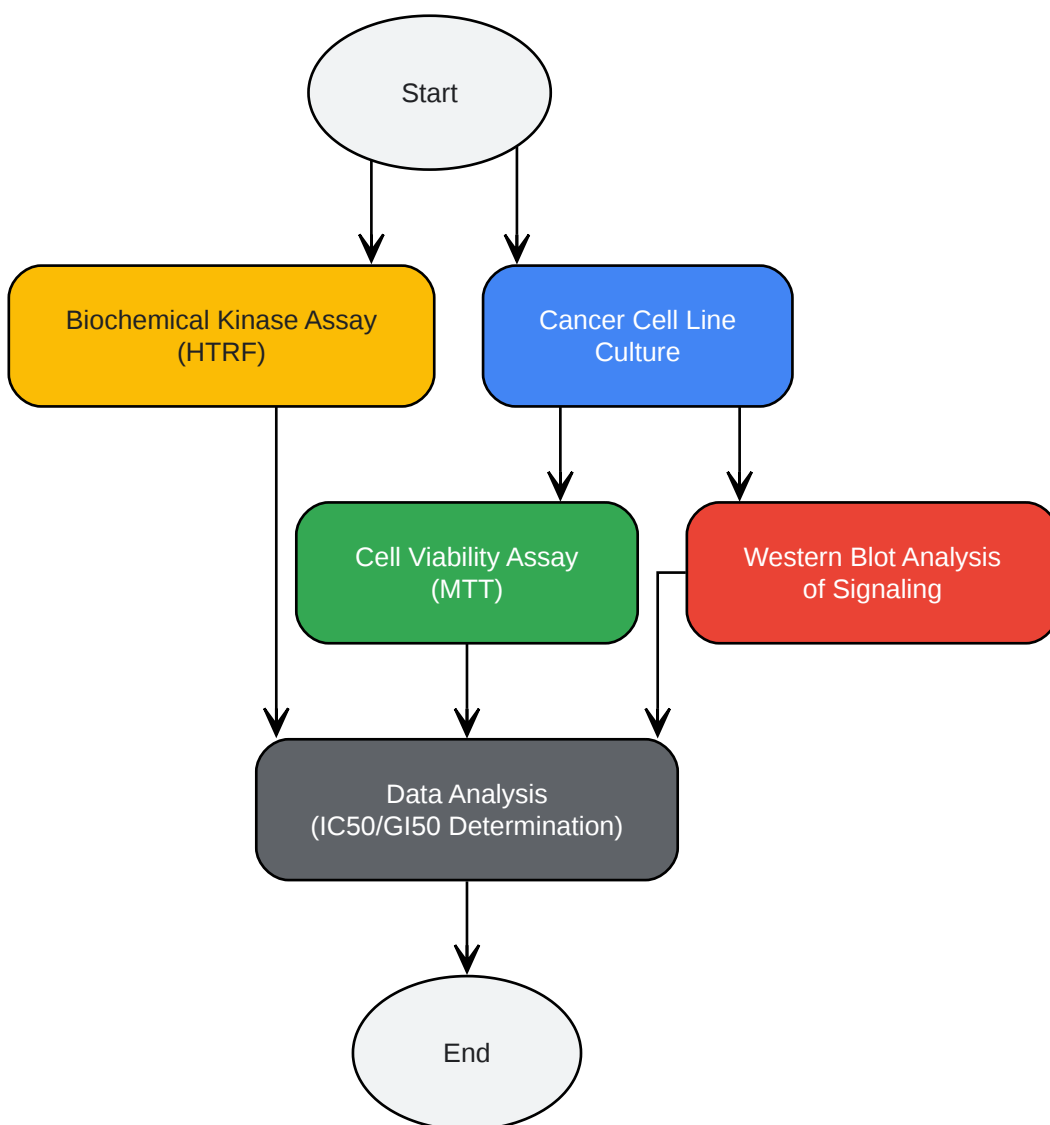 Start
Biochemical Kinase Assay
(HTRF)
Cancer Cell Line
Culture
Cell Viability Assay
(MTT)
Western Blot Analysis
of Signaling
Data Analysis
(IC50/GI50 Determination)
End